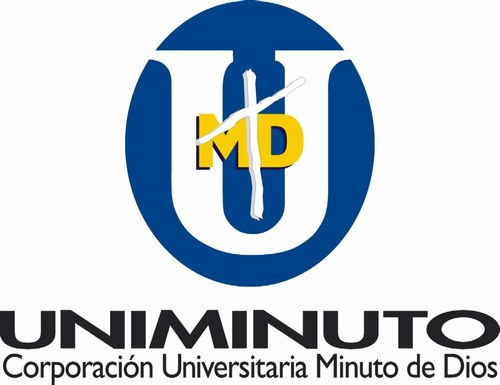 U
MD
UNIMINUTO
Corporación Universitaria Minuto de Dios